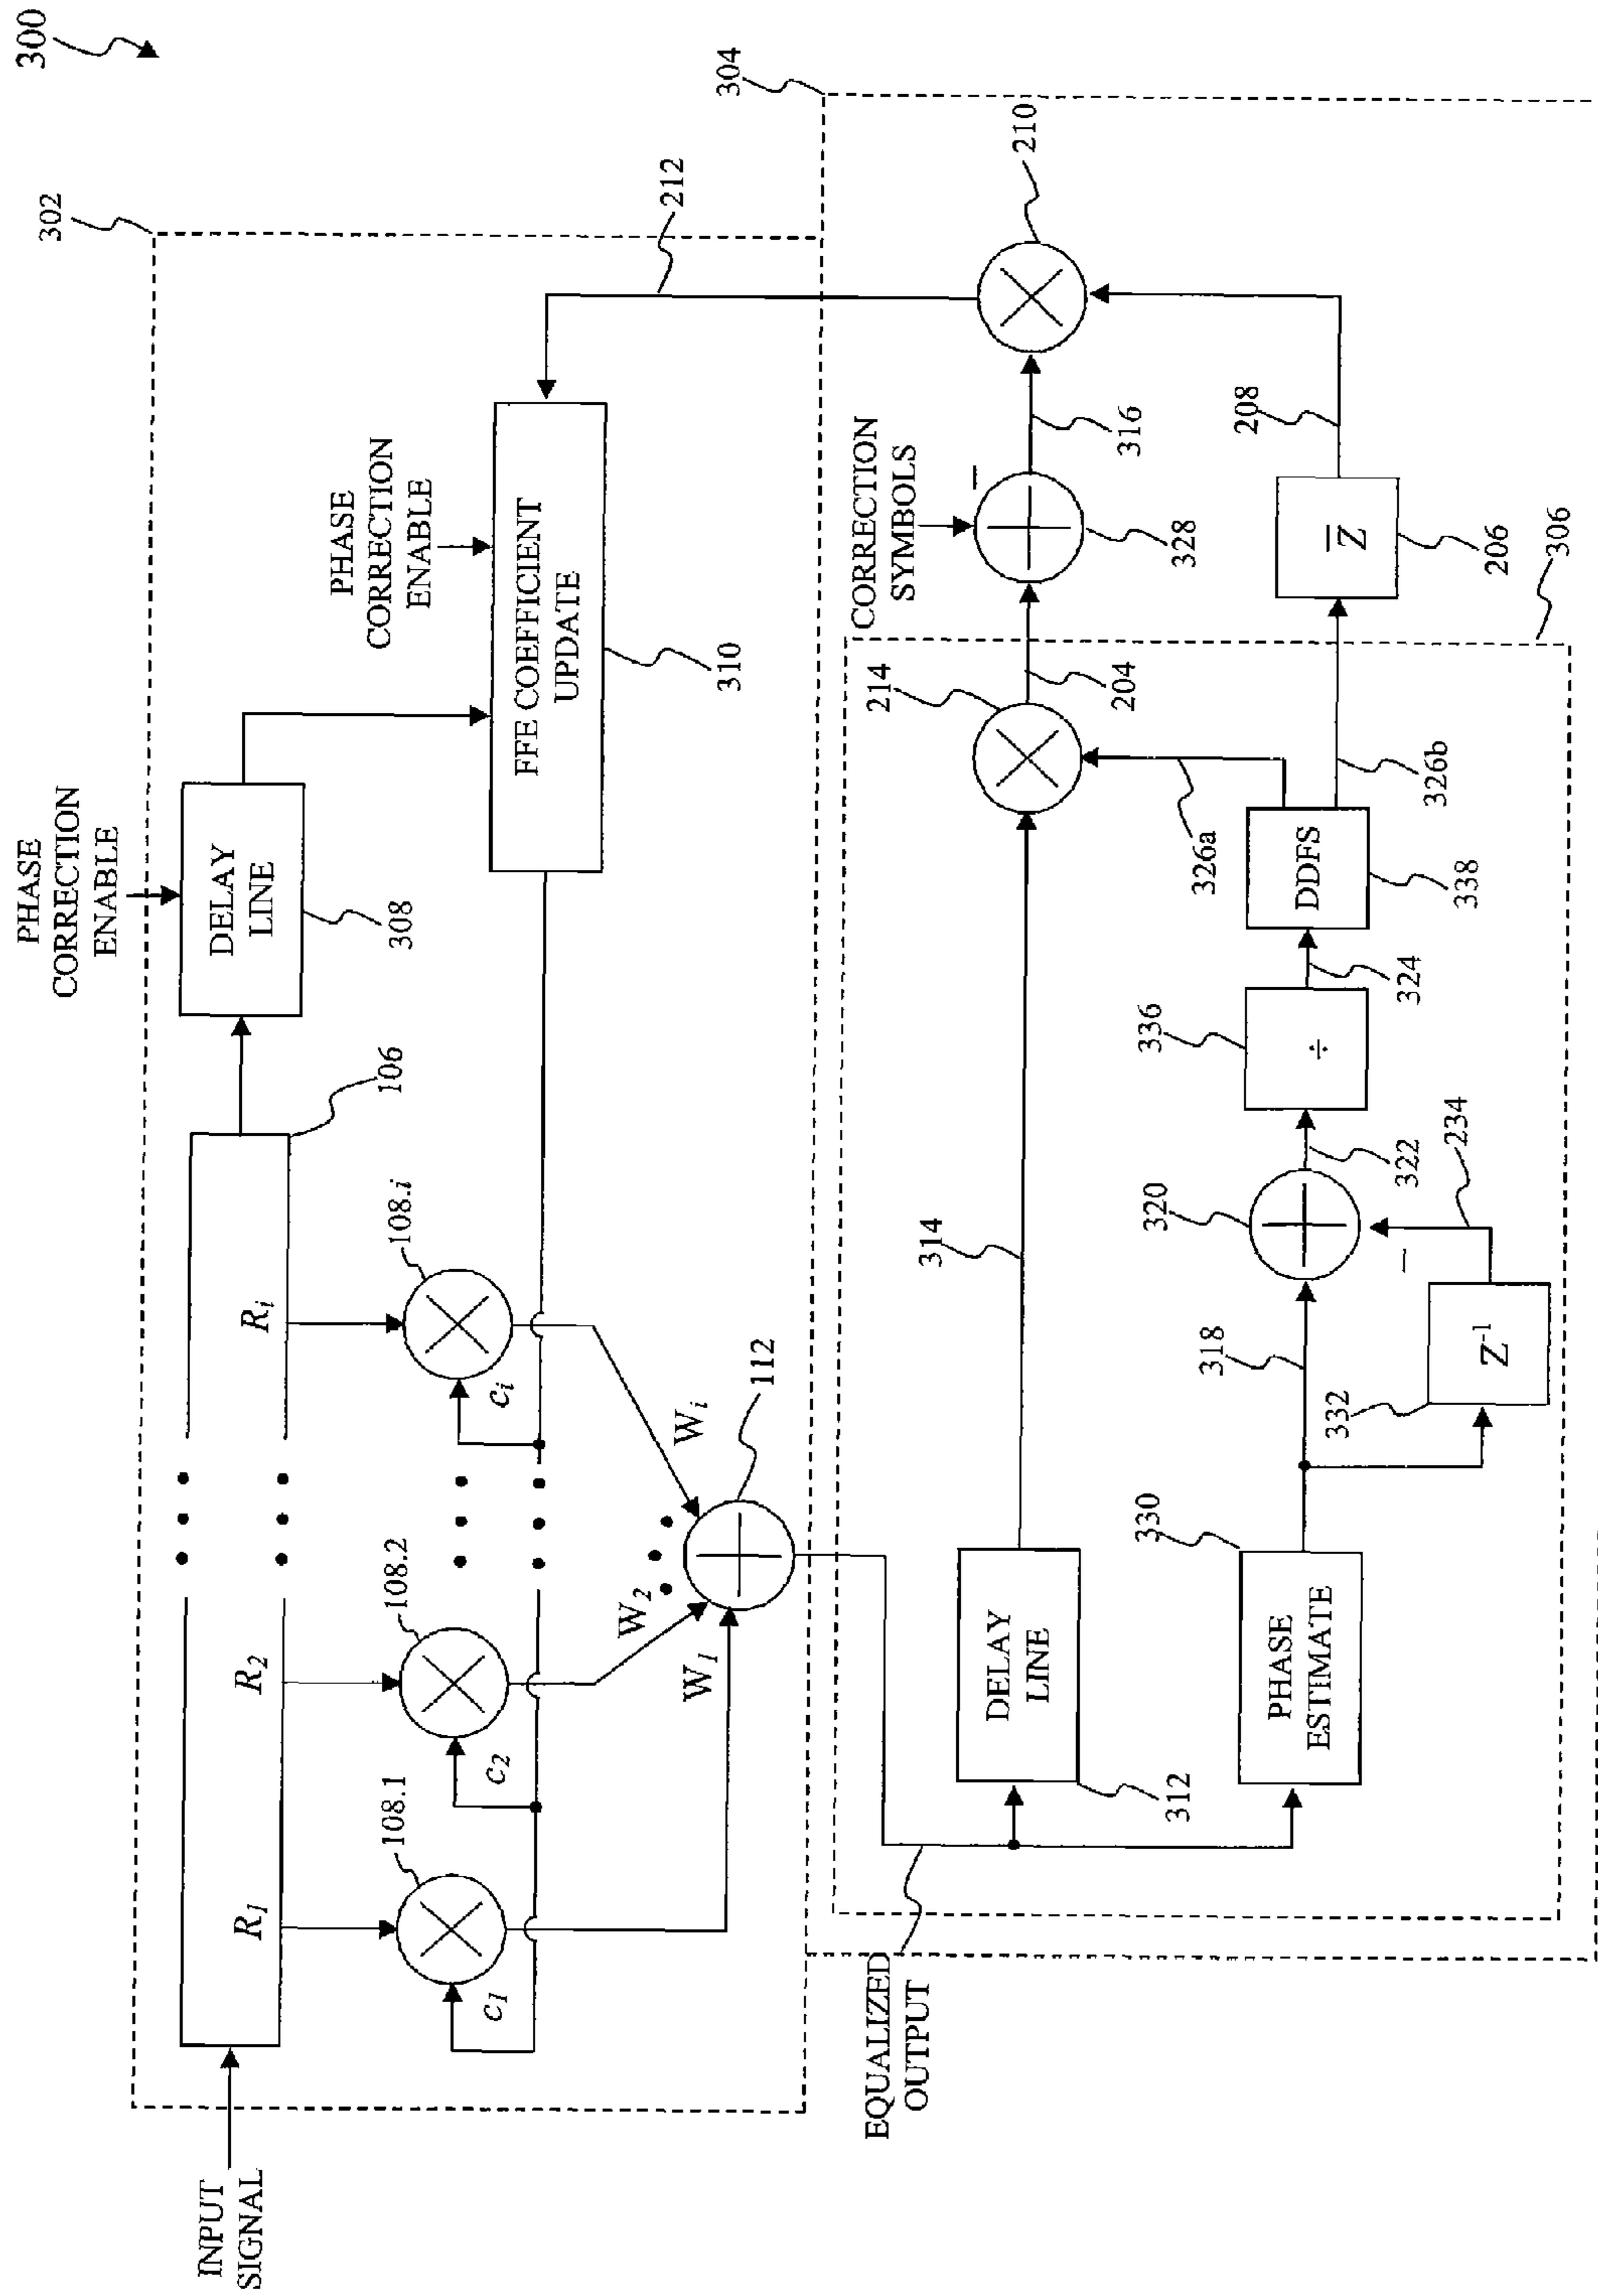 300
302
304
PHASE
CORRECTION
ENABLE
PHASE
CORRECTION
ENABLE
INPUT
SIGNAL
R1
R2
Ri
106
DELAY
LINE
308
FFE COEFFICIENT
UPDATE
310
212
108.1
108.2
108.i
c1
c2
ci
W1
W2
Wi
112
EQUALIZED
OUTPUT
DELAY
LINE
312
314
214
204
CORRECTION
SYMBOLS
−
328
316
210
PHASE
ESTIMATE
330
318
332
Z-1
234
−
320
322
336
÷
324
DDFS
338
326a
326b
Z̅
206
208
306